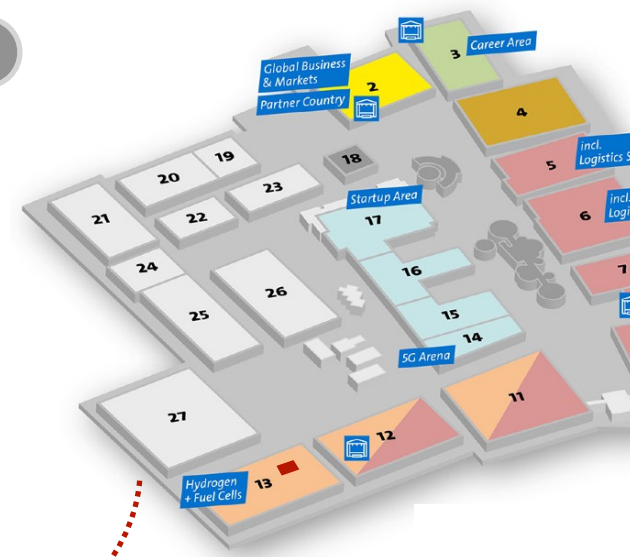 3
Career Area
Global Business
& Markets
2
Partner Country
4
incl.
Logistics S
5
19
18
20
23
incl.
Logi
Startup Area
21
22
17
6
24
16
7
26
25
15
14
5G Arena
11
27
12
Hydrogen
+ Fuel Cells
13